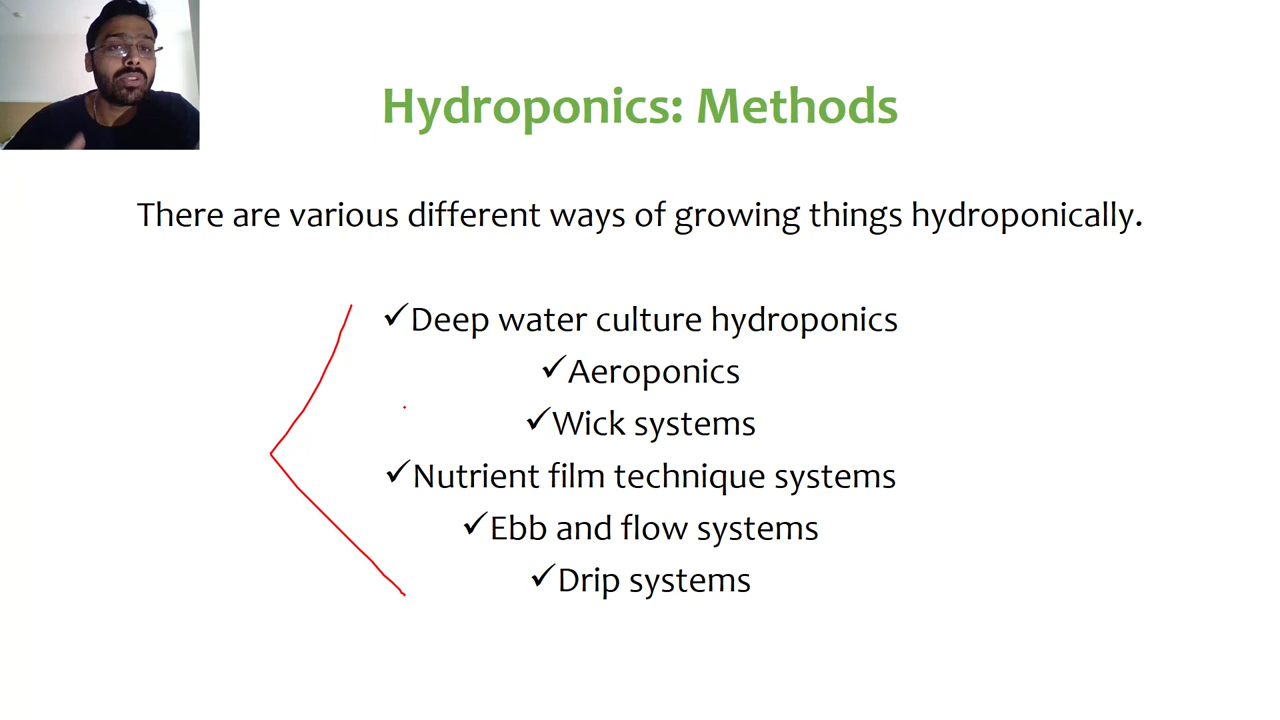 Hydroponics: Methods
There are various different ways of growing things hydroponically.
✓Deep water culture hydroponics
✓Aeroponics
✓Wick systems
✓Nutrient film technique systems
✓Ebb and flow systems
✓Drip systems